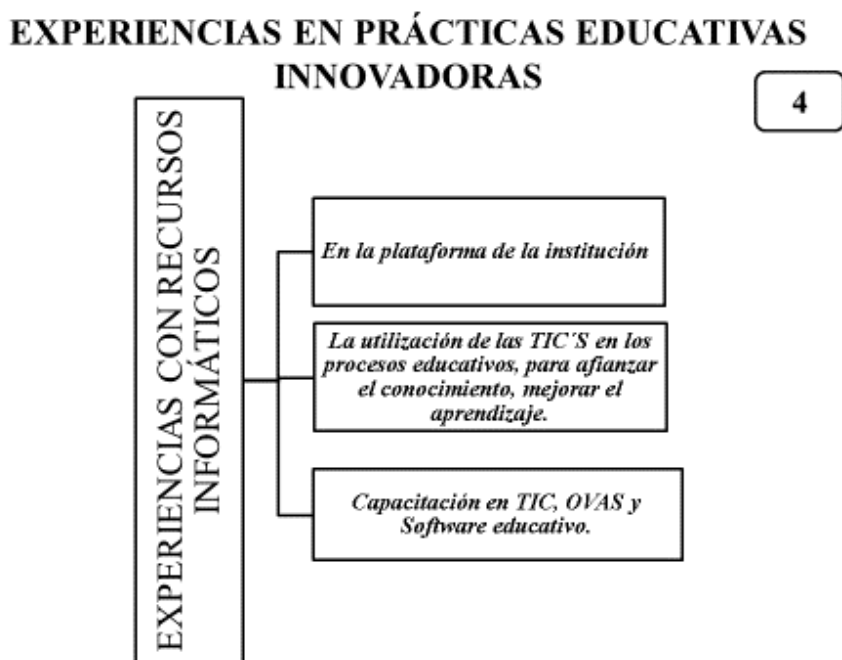 EXPERIENCIAS EN PRÁCTICAS EDUCATIVAS
INNOVADORAS
4
EXPERIENCIAS CON RECURSOS
INFORMÁTICOS
En la plataforma de la institución
La utilización de las TIC´S en los
procesos educativos, para afianzar
el conocimiento, mejorar el
aprendizaje.
Capacitación en TIC, OVAS y
Software educativo.